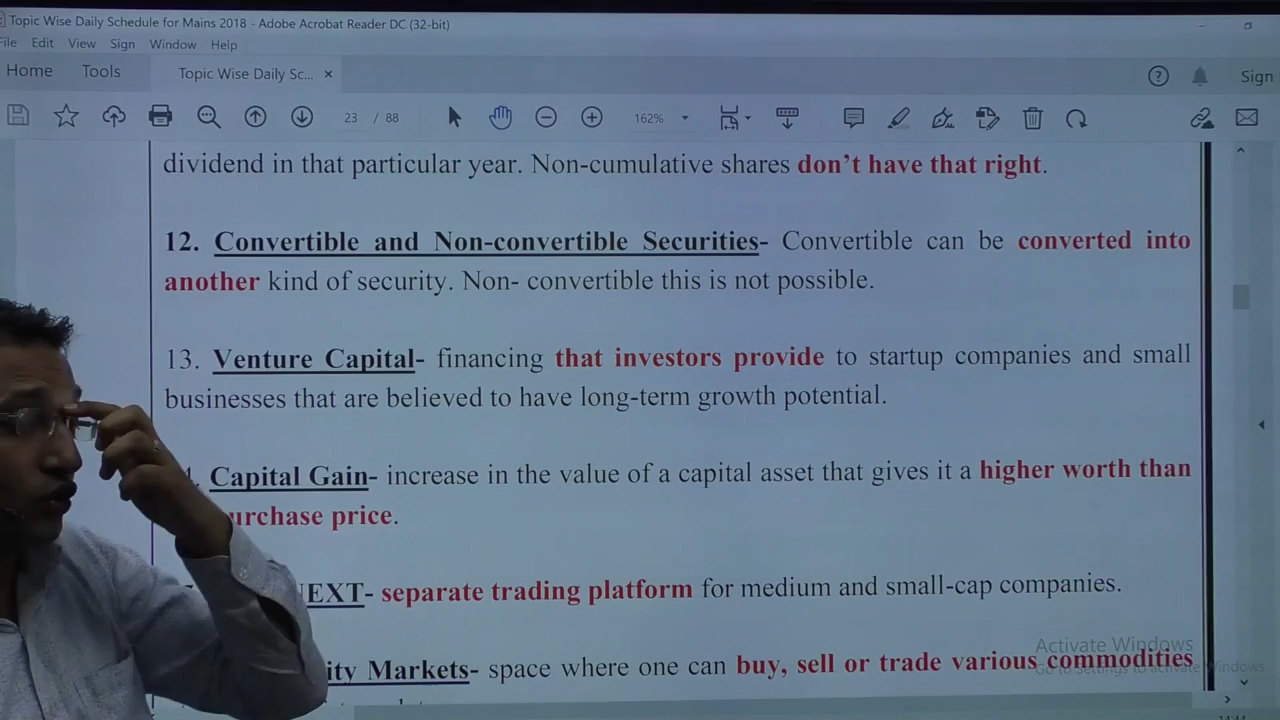 Topic Wise Daily Schedule for Mains 2018 - Adobe Acrobat Reader DC (32-bit)
File Edit View Sign Window Help
Home Tools Topic Wise Daily Sc... × Sign
23 / 88 162%
dividend in that particular year. Non-cumulative shares don't have that right.
12. Convertible and Non-convertible Securities- Convertible can be converted into
another kind of security. Non- convertible this is not possible.
13. Venture Capital- financing that investors provide to startup companies and small
businesses that are believed to have long-term growth potential.
Capital Gain- increase in the value of a capital asset that gives it a higher worth than
urchase price.
EXT- separate trading platform for medium and small-cap companies.
ity Markets- space where one can buy, sell or trade various commodities
Activate Windows
Go to Settings to activate Windows